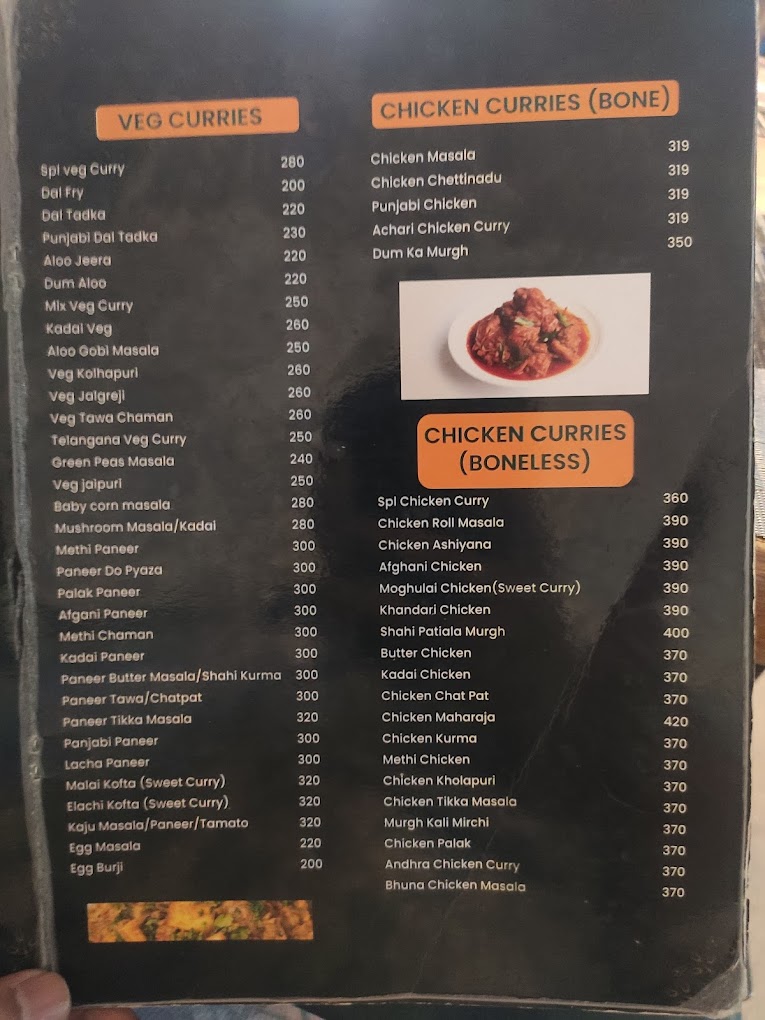 VEG CURRIES
Spl veg Curry 280
Dal Fry 200
Dal Tadka 220
Punjabi Dal Tadka 230
Aloo Jeera 220
Dum Aloo 220
Mix Veg Curry 250
Kadai Veg 260
Aloo Gobi Masala 250
Veg Kolhapuri 260
Veg Jalgreji 260
Veg Tawa Chaman 260
Telangana Veg Curry 250
Green Peas Masala 240
Veg jaipuri 250
Baby corn masala 280
Mushroom Masala/Kadai 280
Methi Paneer 300
Paneer Do Pyaza 300
Palak Paneer 300
Afgani Paneer 300
Methi Chaman 300
Kadai Paneer 300
Paneer Butter Masala/Shahi Kurma 300
Paneer Tawa/Chatpat 300
Paneer Tikka Masala 320
Panjabi Paneer 300
Lacha Paneer 300
Malai Kofta (Sweet Curry) 320
Elachi Kofta (Sweet Curry) 320
Kaju Masala/Paneer/Tamato 320
Egg Masala 220
Egg Burji 200
CHICKEN CURRIES (BONE)
Chicken Masala 319
Chicken Chettinadu 319
Punjabi Chicken 319
Achari Chicken Curry 319
Dum Ka Murgh 350
CHICKEN CURRIES
(BONELESS)
Spl Chicken Curry 360
Chicken Roll Masala 390
Chicken Ashiyana 390
Afghani Chicken 390
Moghulai Chicken(Sweet Curry) 390
Khandari Chicken 390
Shahi Patiala Murgh 400
Butter Chicken 370
Kadai Chicken 370
Chicken Chat Pat 370
Chicken Maharaja 420
Chicken Kurma 370
Methi Chicken 370
Chicken Kholapuri 370
Chicken Tikka Masala 370
Murgh Kali Mirchi 370
Chicken Palak 370
Andhra Chicken Curry 370
Bhuna Chicken Masala 370